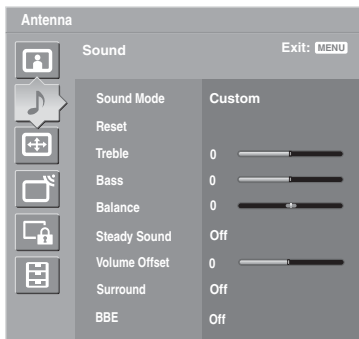 Antenna
Sound Exit: MENU
Sound Mode Custom
Reset
Treble 0
Bass 0
Balance 0
Steady Sound Off
Volume Offset 0
Surround Off
BBE Off